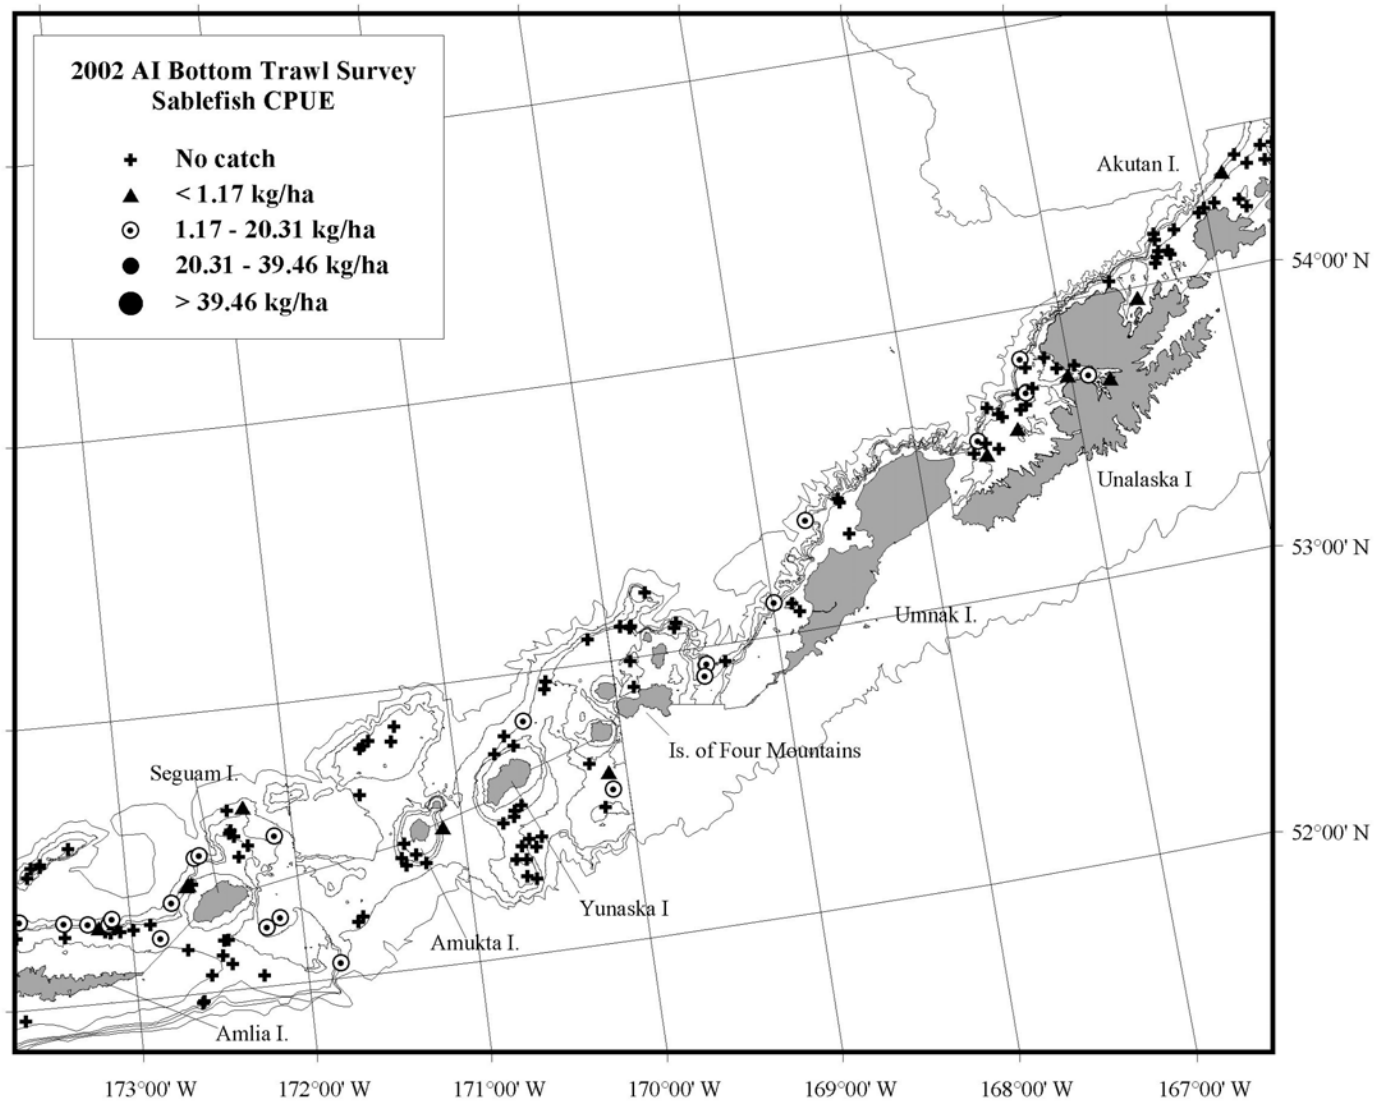 2002 AI Bottom Trawl Survey
Sablefish CPUE
No catch
< 1.17 kg/ha
1.17 - 20.31 kg/ha
20.31 - 39.46 kg/ha
> 39.46 kg/ha
Akutan I.
54°00' N
Unalaska I
53°00' N
Umnak I.
Is. of Four Mountains
Seguam I.
52°00' N
Yunaska I
Amukta I.
Amlia I.
173°00' W
172°00' W
171°00' W
170°00' W
169°00' W
168°00' W
167°00' W